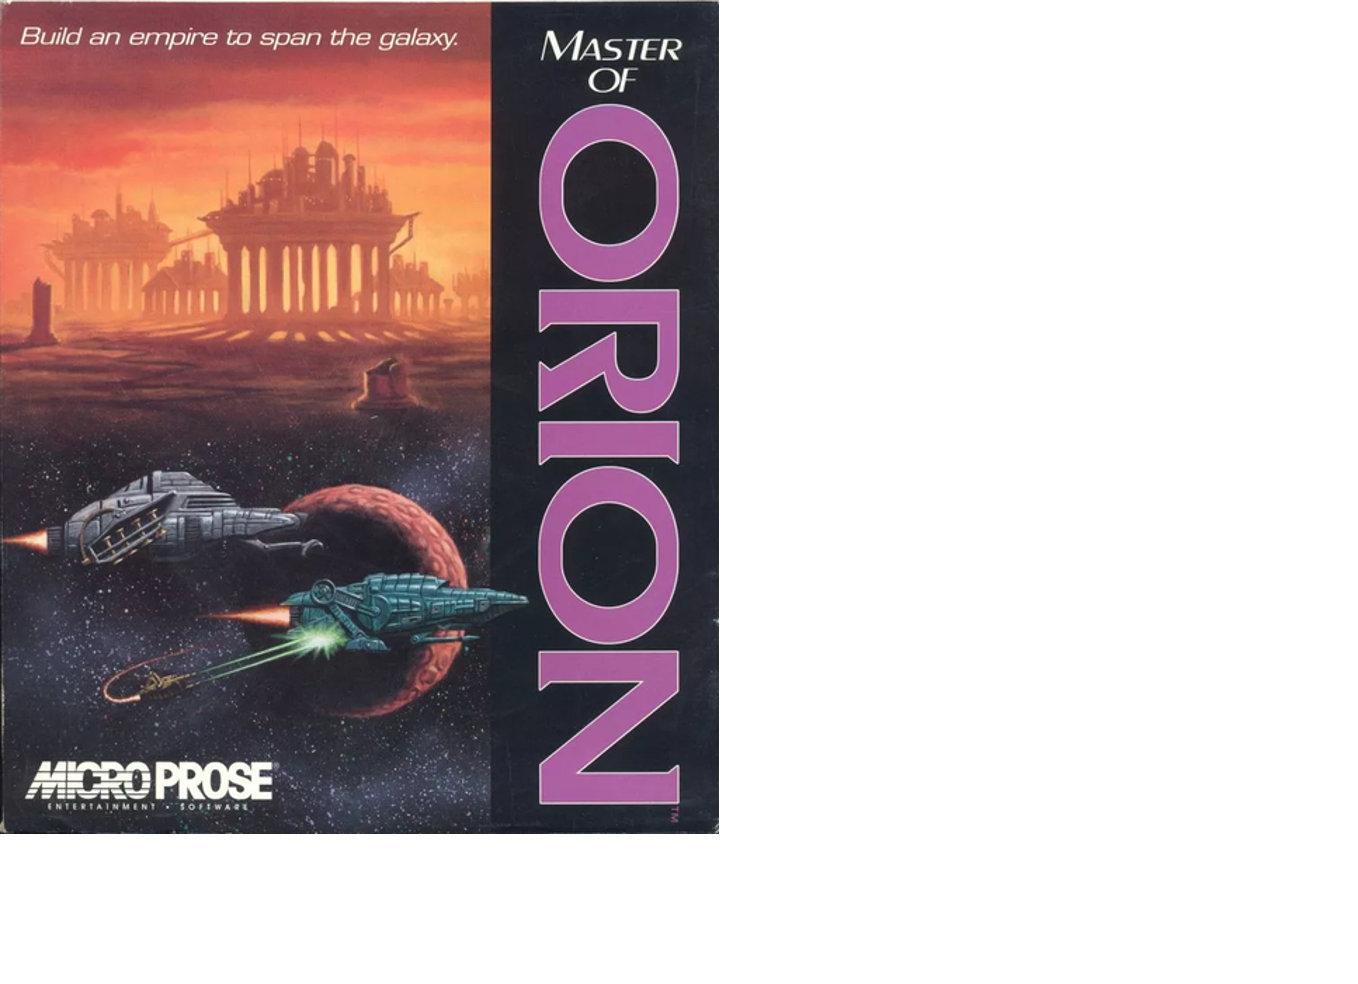 Build an empire to span the galaxy.
MASTER
OF
ORION
TM
MICROPROSE
ENTERTAINMENT • SOFTWARE